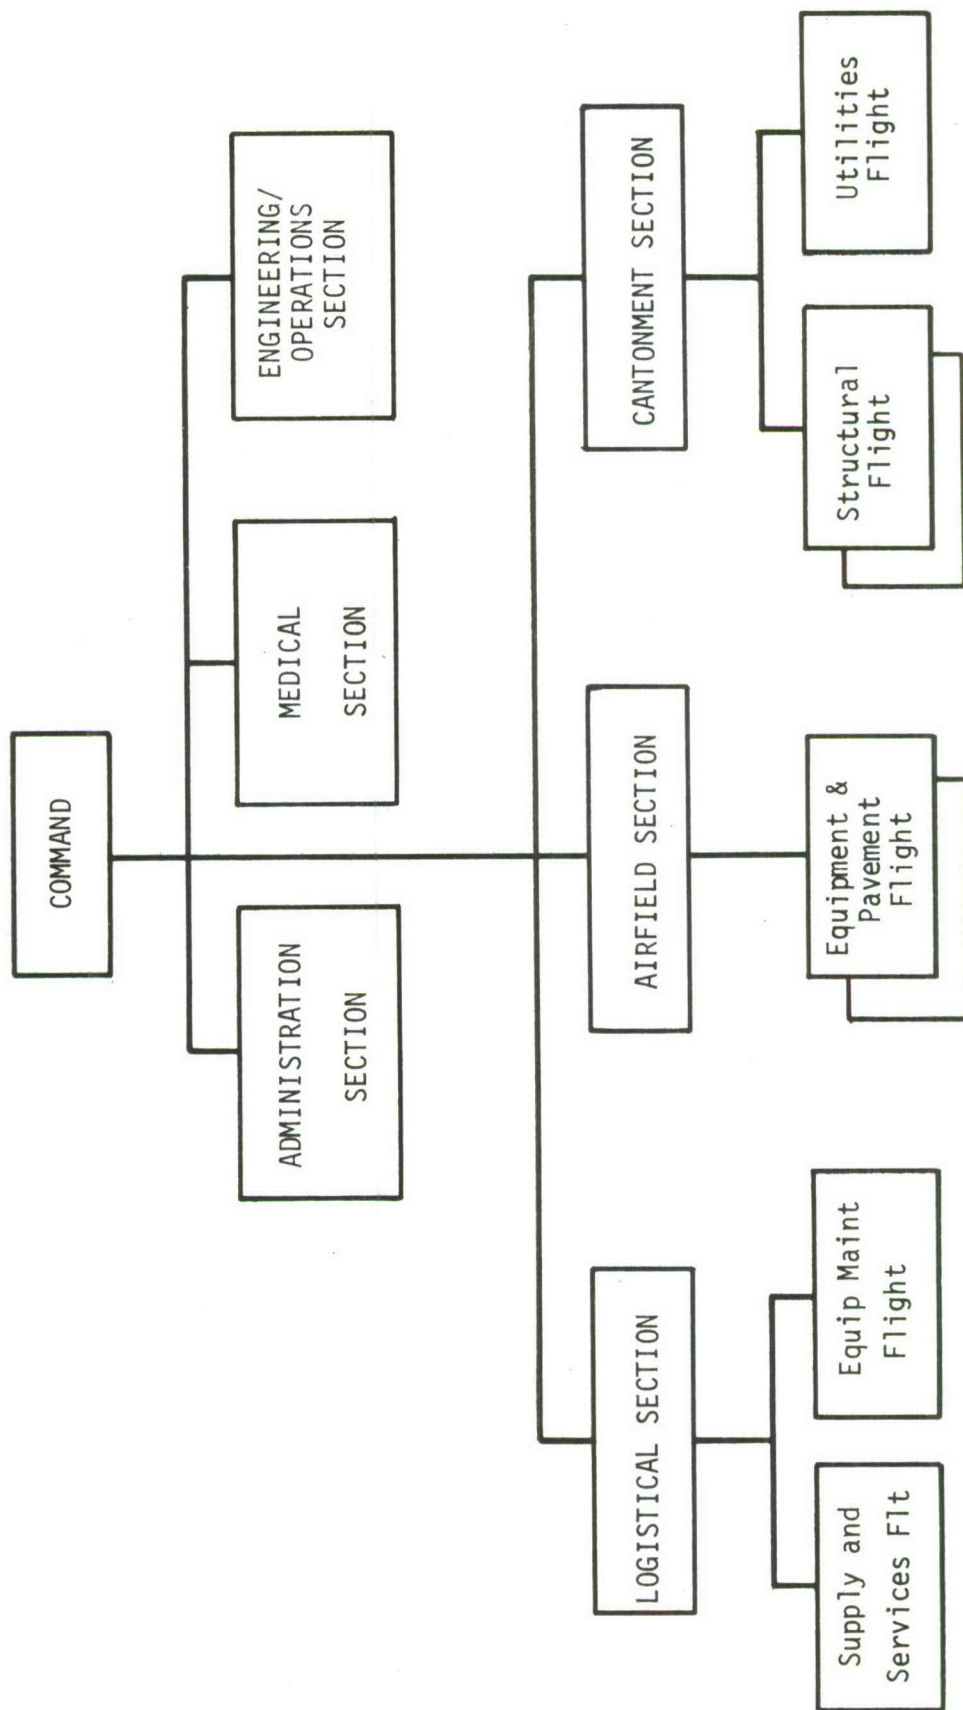 COMMAND
ADMINISTRATION
SECTION
MEDICAL
SECTION
ENGINEERING/
OPERATIONS
SECTION
LOGISTICAL SECTION
AIRFIELD SECTION
CANTONMENT SECTION
Supply and
Services Flt
Equip Maint
Flight
Equipment &
Pavement
Flight
Structural
Flight
Utilities
Flight